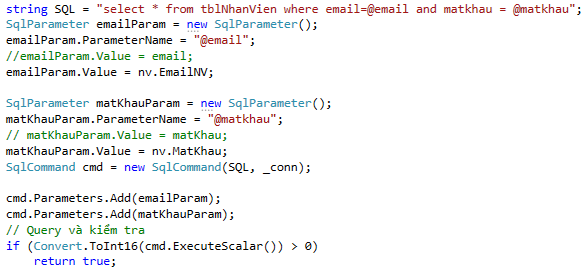 string SQL = "select * from tblNhanVien where email=@email and matkhau = @matkhau";
SqlParameter emailParam = new SqlParameter();
emailParam.ParameterName = "@email";
//emailParam.Value = email;
emailParam.Value = nv.EmailNV;
SqlParameter matKhauParam = new SqlParameter();
matKhauParam.ParameterName = "@matkhau";
// matKhauParam.Value = matKhau;
matKhauParam.Value = nv.MatKhau;
SqlCommand cmd = new SqlCommand(SQL, _conn);
cmd.Parameters.Add(emailParam);
cmd.Parameters.Add(matKhauParam);
// Query và kiểm tra
if (Convert.ToInt16(cmd.ExecuteScalar()) > 0)
return true;